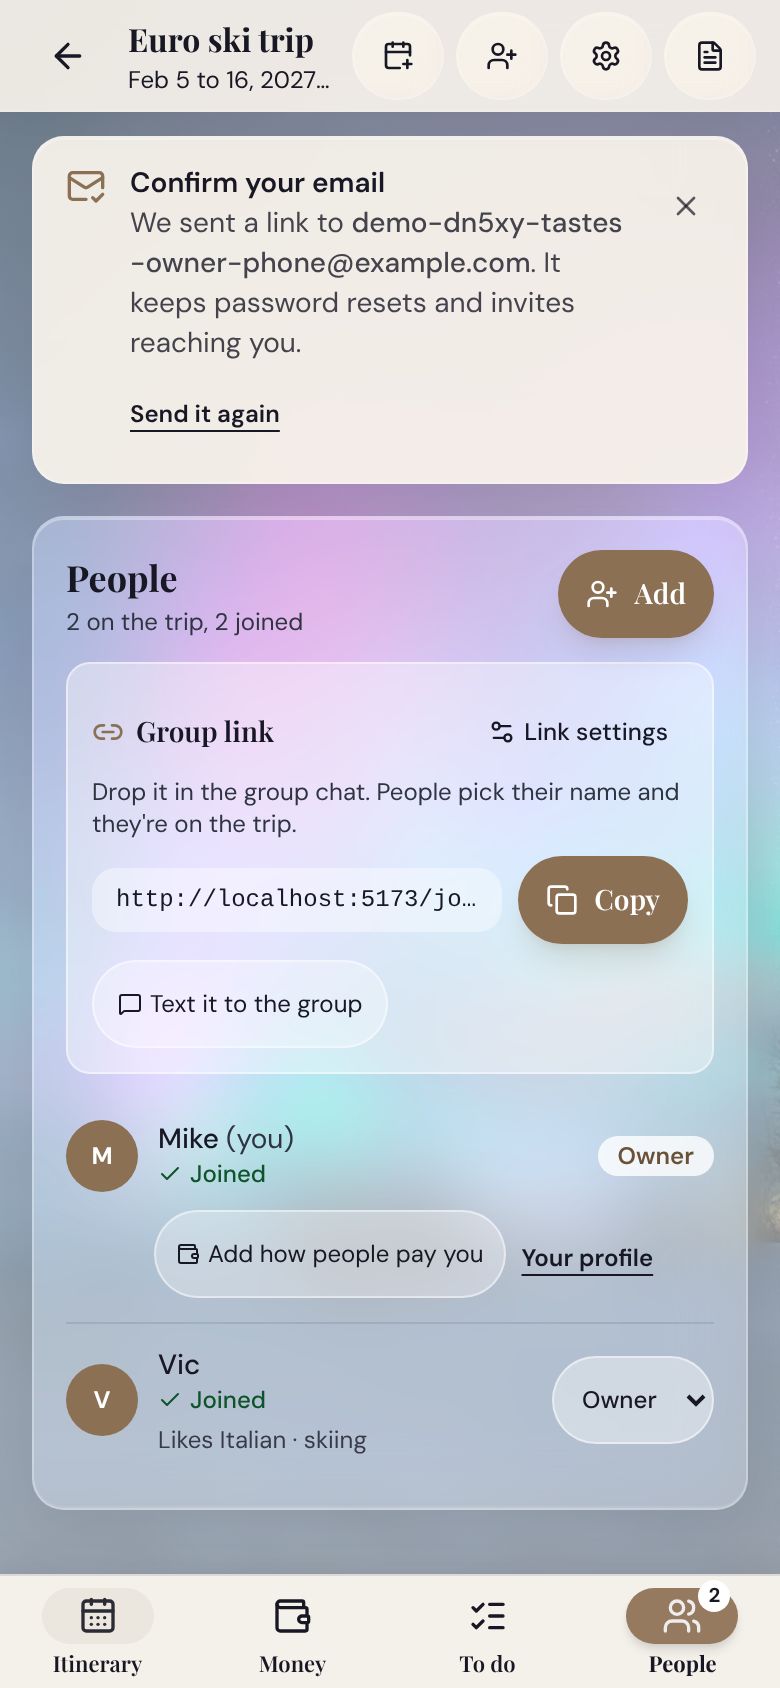 Euro ski trip
Feb 5 to 16, 2027...
Confirm your email
We sent a link to demo-dn5xy-tastes
-owner-phone@example.com. It
keeps password resets and invites
reaching you.
Send it again
People
2 on the trip, 2 joined
Add
Group link
Link settings
Drop it in the group chat. People pick their name and
they're on the trip.
http://localhost:5173/jo...
Copy
Text it to the group
M
Mike (you)
Joined
Owner
Add how people pay you
Your profile
V
Vic
Joined
Likes Italian · skiing
Owner
2
Itinerary
Money
To do
People